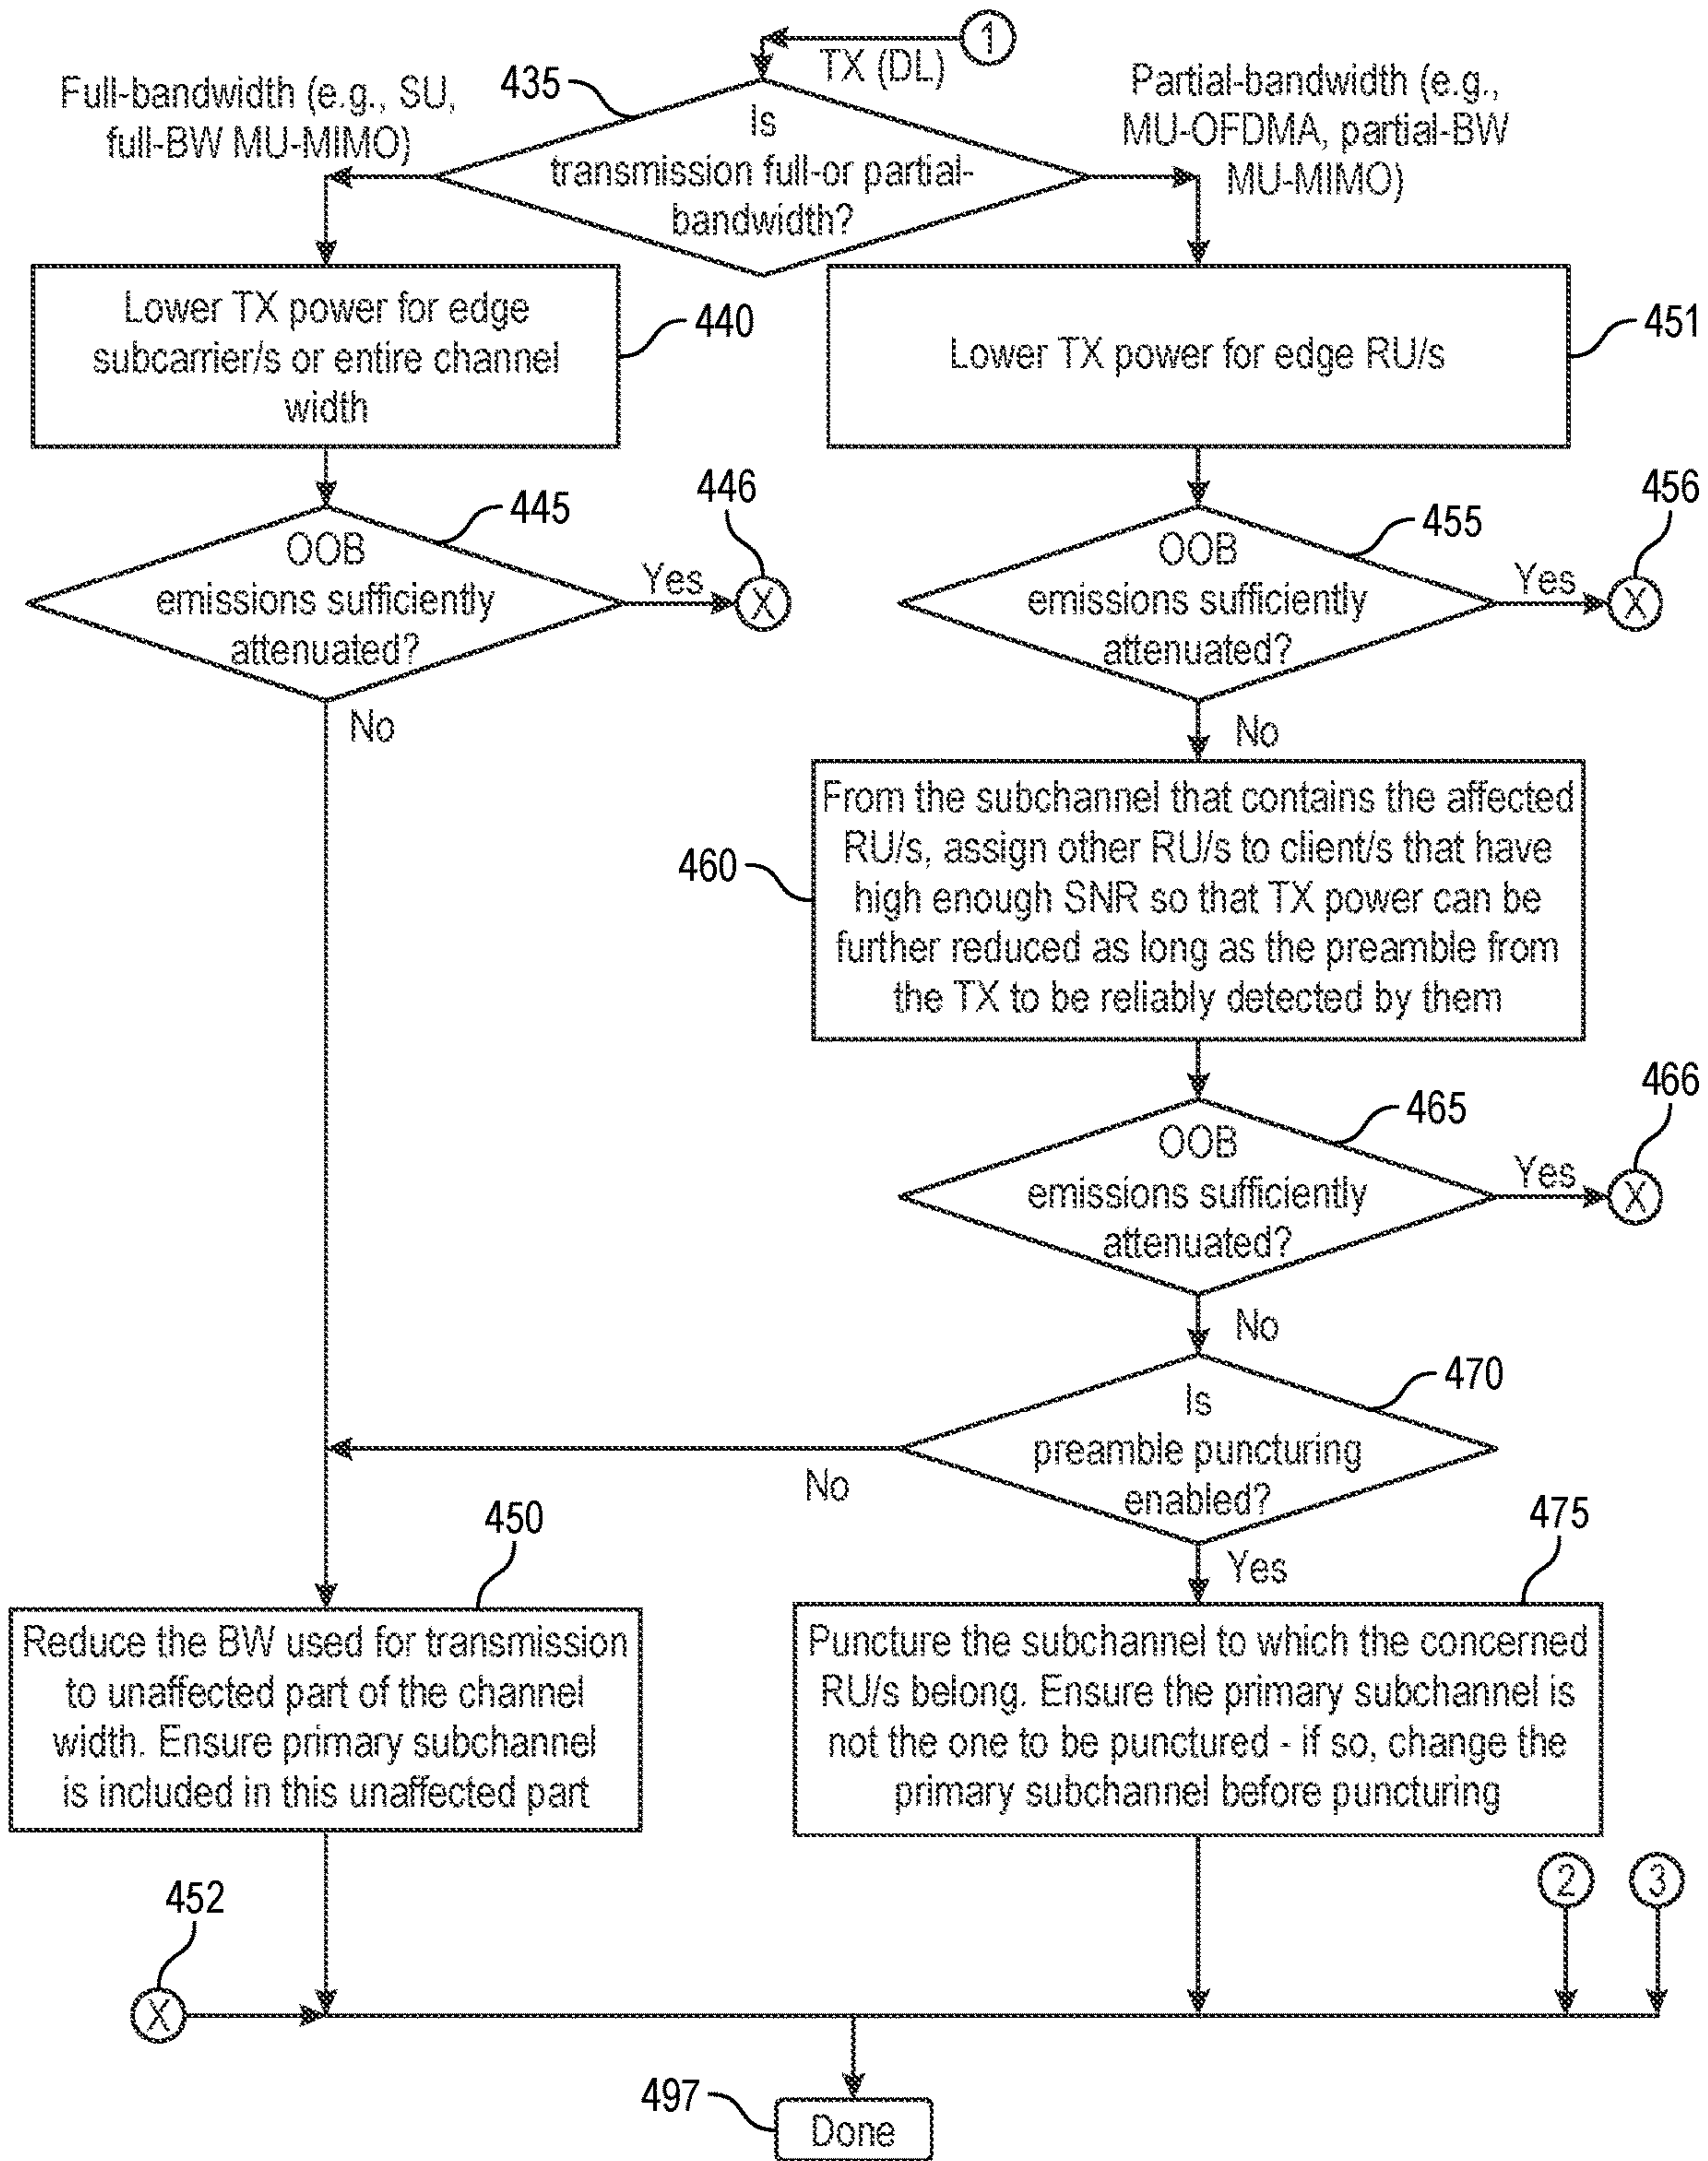 1
TX (DL)
435
Full-bandwidth (e.g., SU,
full-BW MU-MIMO)
Partial-bandwidth (e.g.,
MU-OFDMA, partial-BW
MU-MIMO)
Is
transmission full-or partial-
bandwidth?
Lower TX power for edge
subcarrier/s or entire channel
width
440
Lower TX power for edge RU/s
451
445
OOB
emissions sufficiently
attenuated?
Yes
446
X
No
455
OOB
emissions sufficiently
attenuated?
Yes
456
X
No
460
From the subchannel that contains the affected
RU/s, assign other RU/s to client/s that have
high enough SNR so that TX power can be
further reduced as long as the preamble from
the TX to be reliably detected by them
465
OOB
emissions sufficiently
attenuated?
Yes
466
X
No
470
Is
preamble puncturing
enabled?
No
Yes
450
Reduce the BW used for transmission
to unaffected part of the channel
width. Ensure primary subchannel
is included in this unaffected part
475
Puncture the subchannel to which the concerned
RU/s belong. Ensure the primary subchannel is
not the one to be punctured - if so, change the
primary subchannel before puncturing
452
X
2
3
497
Done